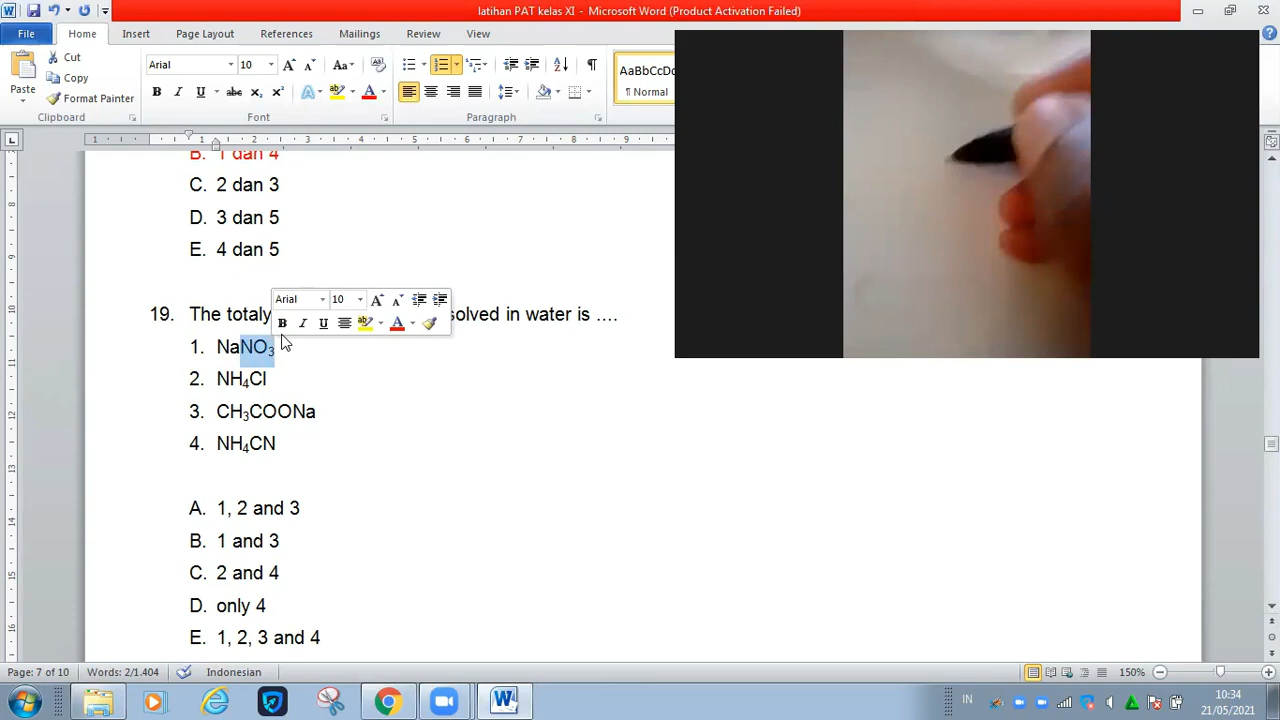 latihan PAT kelas XI - Microsoft Word (Product Activation Failed)
File Home Insert Page Layout References Mailings Review View
Paste Cut Copy Format Painter
Arial 10 Aa
AaBbCcDc ¶ Normal
Clipboard Font Paragraph
B. 1 dan 4
C. 2 dan 3
D. 3 dan 5
E. 4 dan 5
Arial 10
19. The totaly solved in water is ....
1. NaNO₃
2. NH₄Cl
3. CH₃COONa
4. NH₄CN
A. 1, 2 and 3
B. 1 and 3
C. 2 and 4
D. only 4
E. 1, 2, 3 and 4
Page: 7 of 10 Words: 2/1.404 Indonesian 150%
IN 10:34
21/05/2021